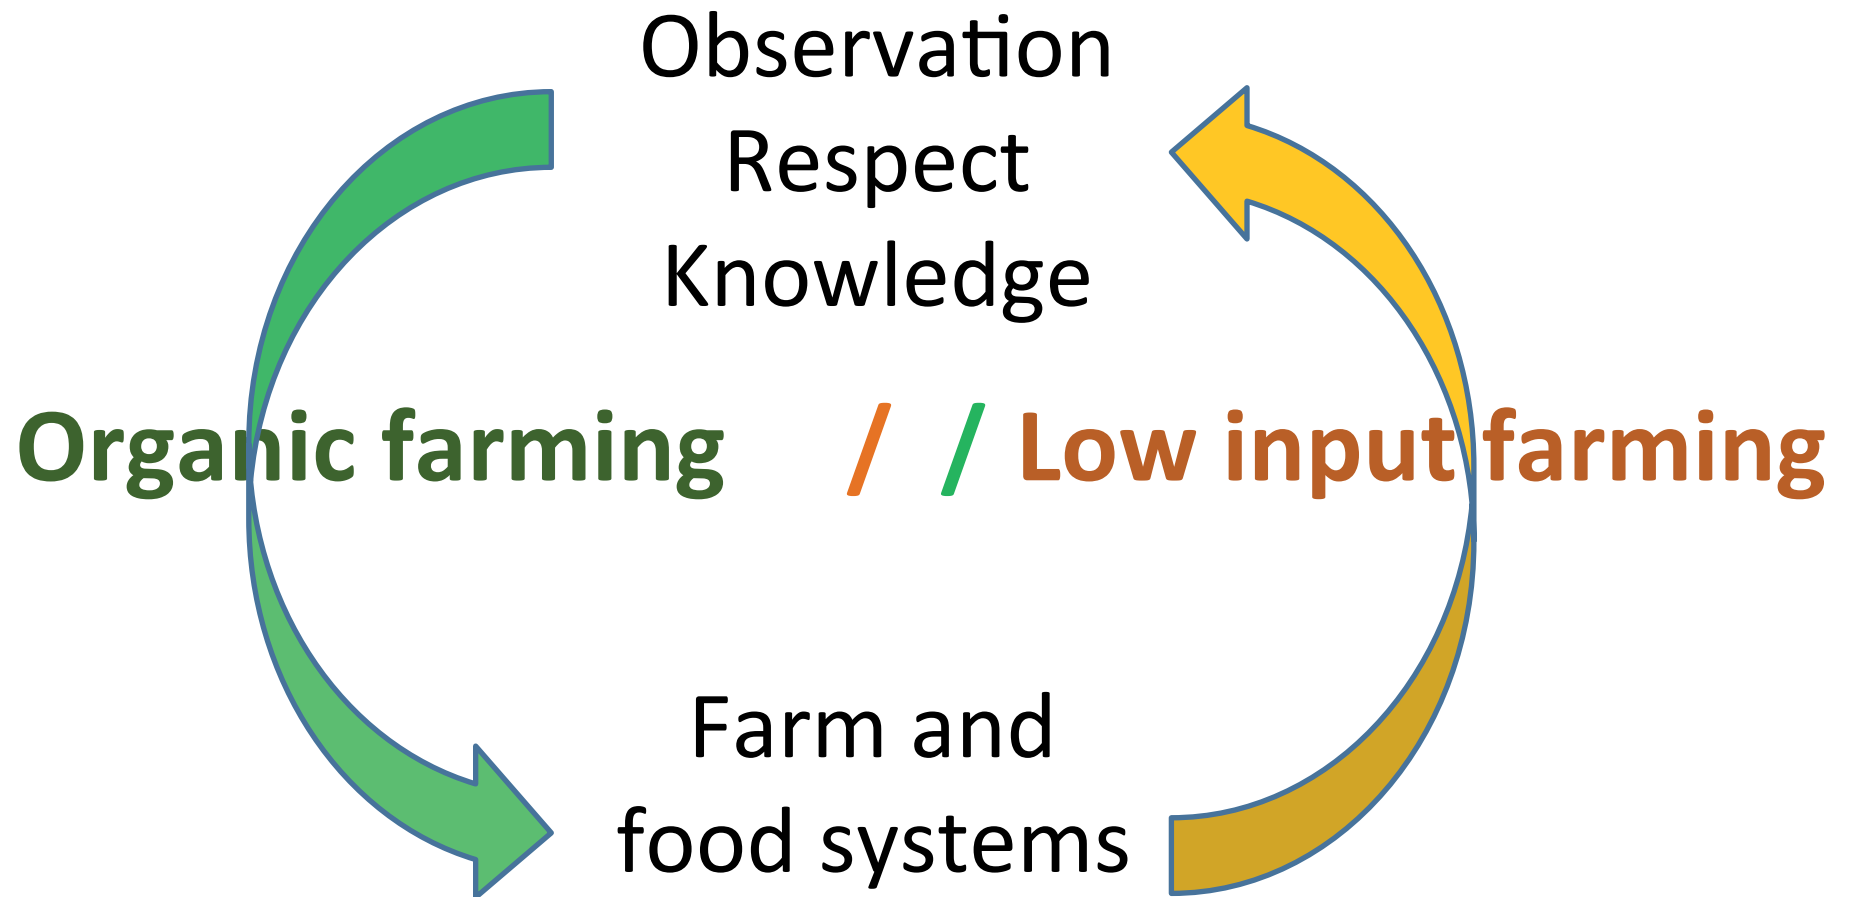 Observation
Respect
Knowledge
Organic farming / / Low input farming
Farm and
food systems